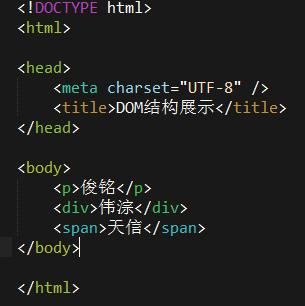 <!DOCTYPE html>
<html>
<head>
<meta charset="UTF-8" />
<title>DOM结构展示</title>
</head>
<body>
<p>俊铭</p>
<div>伟淙</div>
<span>天信</span>
</body>
</html>